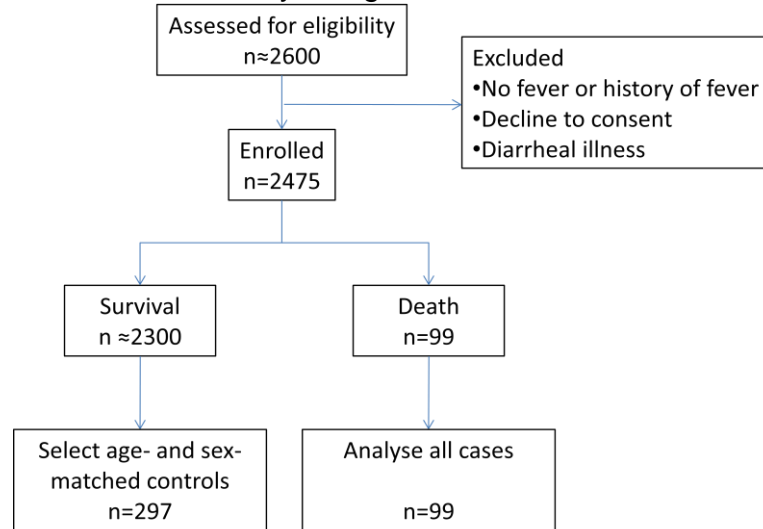 Assessed for eligibility
n≈2600
Excluded
•No fever or history of fever
•Decline to consent
•Diarrheal illness
Enrolled
n=2475
Survival
n ≈2300
Death
n=99
Select age- and sex-
matched controls
n=297
Analyse all cases
n=99